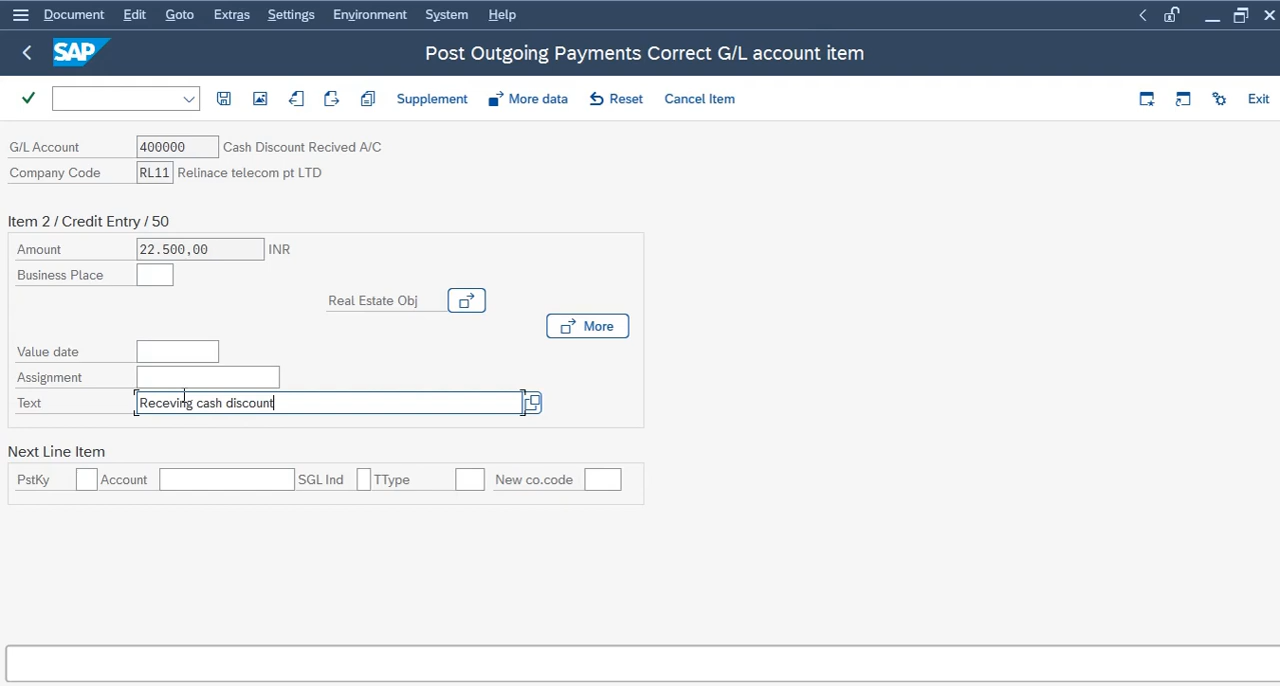 Document Edit Goto Extras Settings Environment System Help
SAP Post Outgoing Payments Correct G/L account item
Supplement More data Reset Cancel Item Exit
G/L Account 400000 Cash Discount Recived A/C
Company Code RL11 Relinace telecom pt LTD
Item 2 / Credit Entry / 50
Amount 22.500,00 INR
Business Place
Real Estate Obj
More
Value date
Assignment
Text Receving cash discount
Next Line Item
PstKy Account SGL Ind TType New co.code